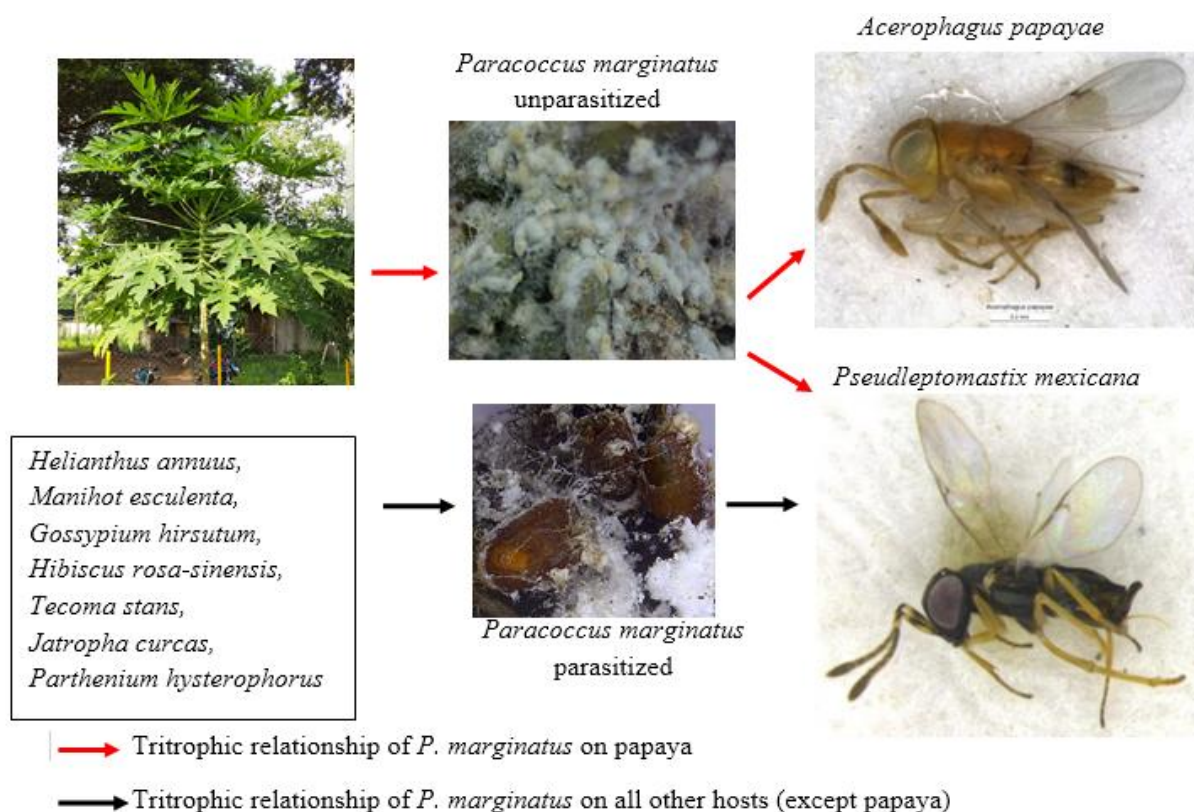 Acerophagus papayae
Paracoccus marginatus
unparasitized
Acerophagus papayae
Pseudleptomastix mexicana
Helianthus annuus,
Manihot esculenta,
Gossypium hirsutum,
Hibiscus rosa-sinensis,
Tecoma stans,
Jatropha curcas,
Parthenium hysterophorus
Paracoccus marginatus
parasitized
Tritrophic relationship of P. marginatus on papaya
Tritrophic relationship of P. marginatus on all other hosts (except papaya)